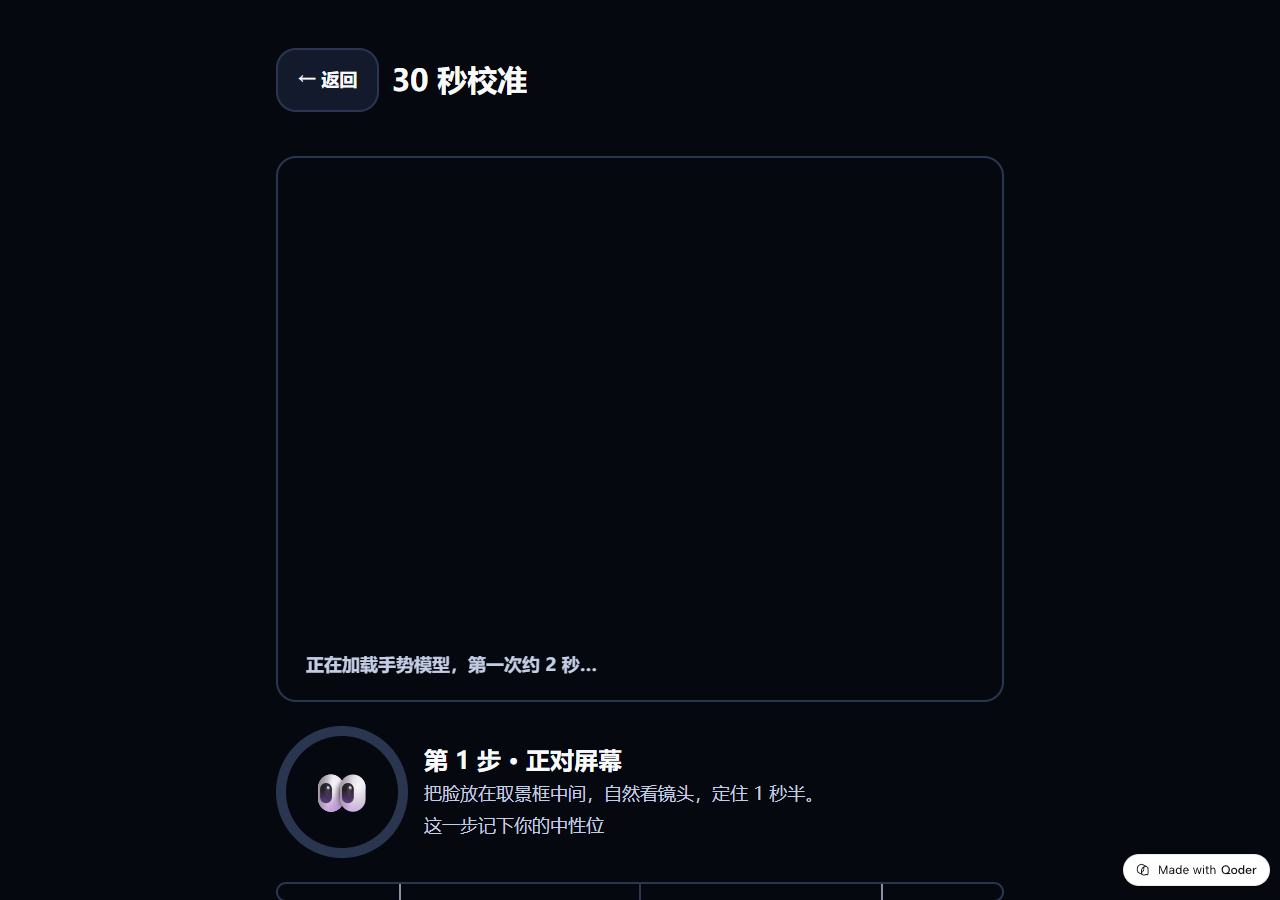 ← 返回
30 秒校准
正在加载手势模型，第一次约 2 秒…
第 1 步 · 正对屏幕
把脸放在取景框中间，自然看镜头，定住 1 秒半。
这一步记下你的中性位
Made with Qoder